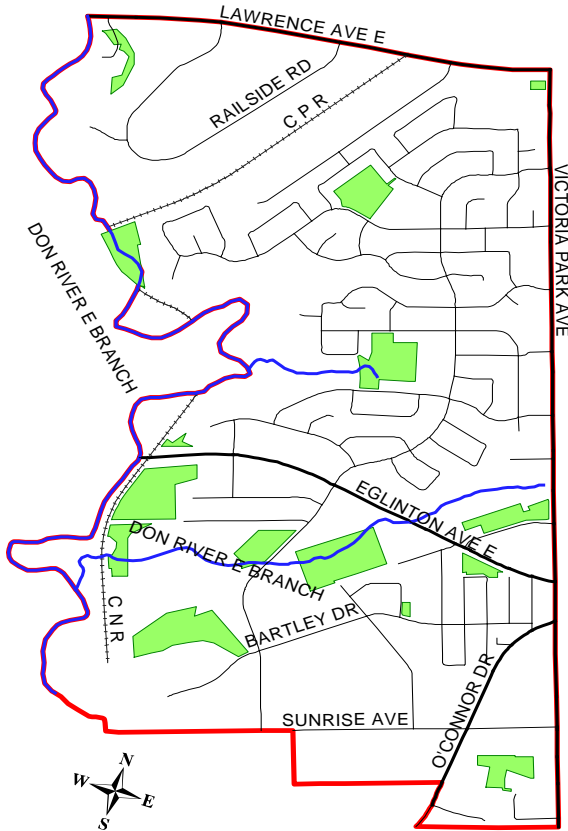 LAWRENCE AVE E
RAILSIDE RD
C P R
VICTORIA PARK AVE
DON RIVER E BRANCH
EGLINTON AVE E
DON RIVER E BRANCH
C N R
BARTLEY DR
O'CONNOR DR
SUNRISE AVE
N
W
E
S